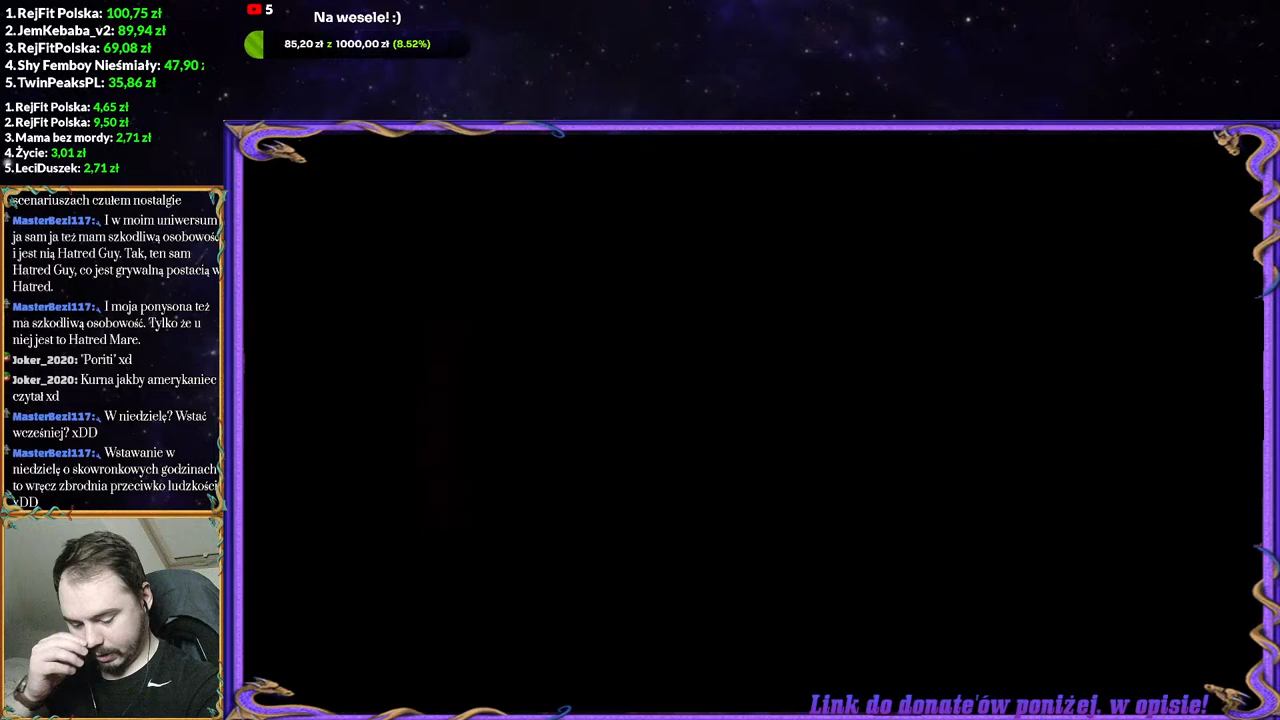 1.RejFit Polska: 100,75 zł
2.JemKebaba_v2: 89,94 zł
3.RejFitPolska: 69,08 zł
4.Shy Femboy Nieśmiały: 47,90
5.TwinPeaksPL: 35,86 zł
1.RejFit Polska: 4,65 zł
2.RejFit Polska: 9,50 zł
3.Mama bez mordy: 2,71 zł
4.Życie: 3,01 zł
5.LeciDuszek: 2,71 zł
5
Na wesele! :)
85,20 zł z 1000,00 zł (8.52%)
scenariuszach czułem nostalgie
MasterBezi117: I w moim uniwersum
ja sam ja też mam szkodliwą osobowość
i jest nią Hatred Guy. Tak, ten sam
Hatred Guy, co jest grywalną postacią w
Hatred.
MasterBezi117: I moja ponysona też
ma szkodliwą osobowość. Tylko że u
niej jest to Hatred Mare.
Joker_2020: "Poriti" xd
Joker_2020: Kurna jakby amerykaniec
czytał xd
MasterBezi117: W niedzielę? Wstać
wcześniej? xDD
MasterBezi117: Wstawanie w
niedzielę o skowronkowych godzinach
to wręcz zbrodnia przeciwko ludzkości
xDD
Link do donate'ów poniżej, w opisie!